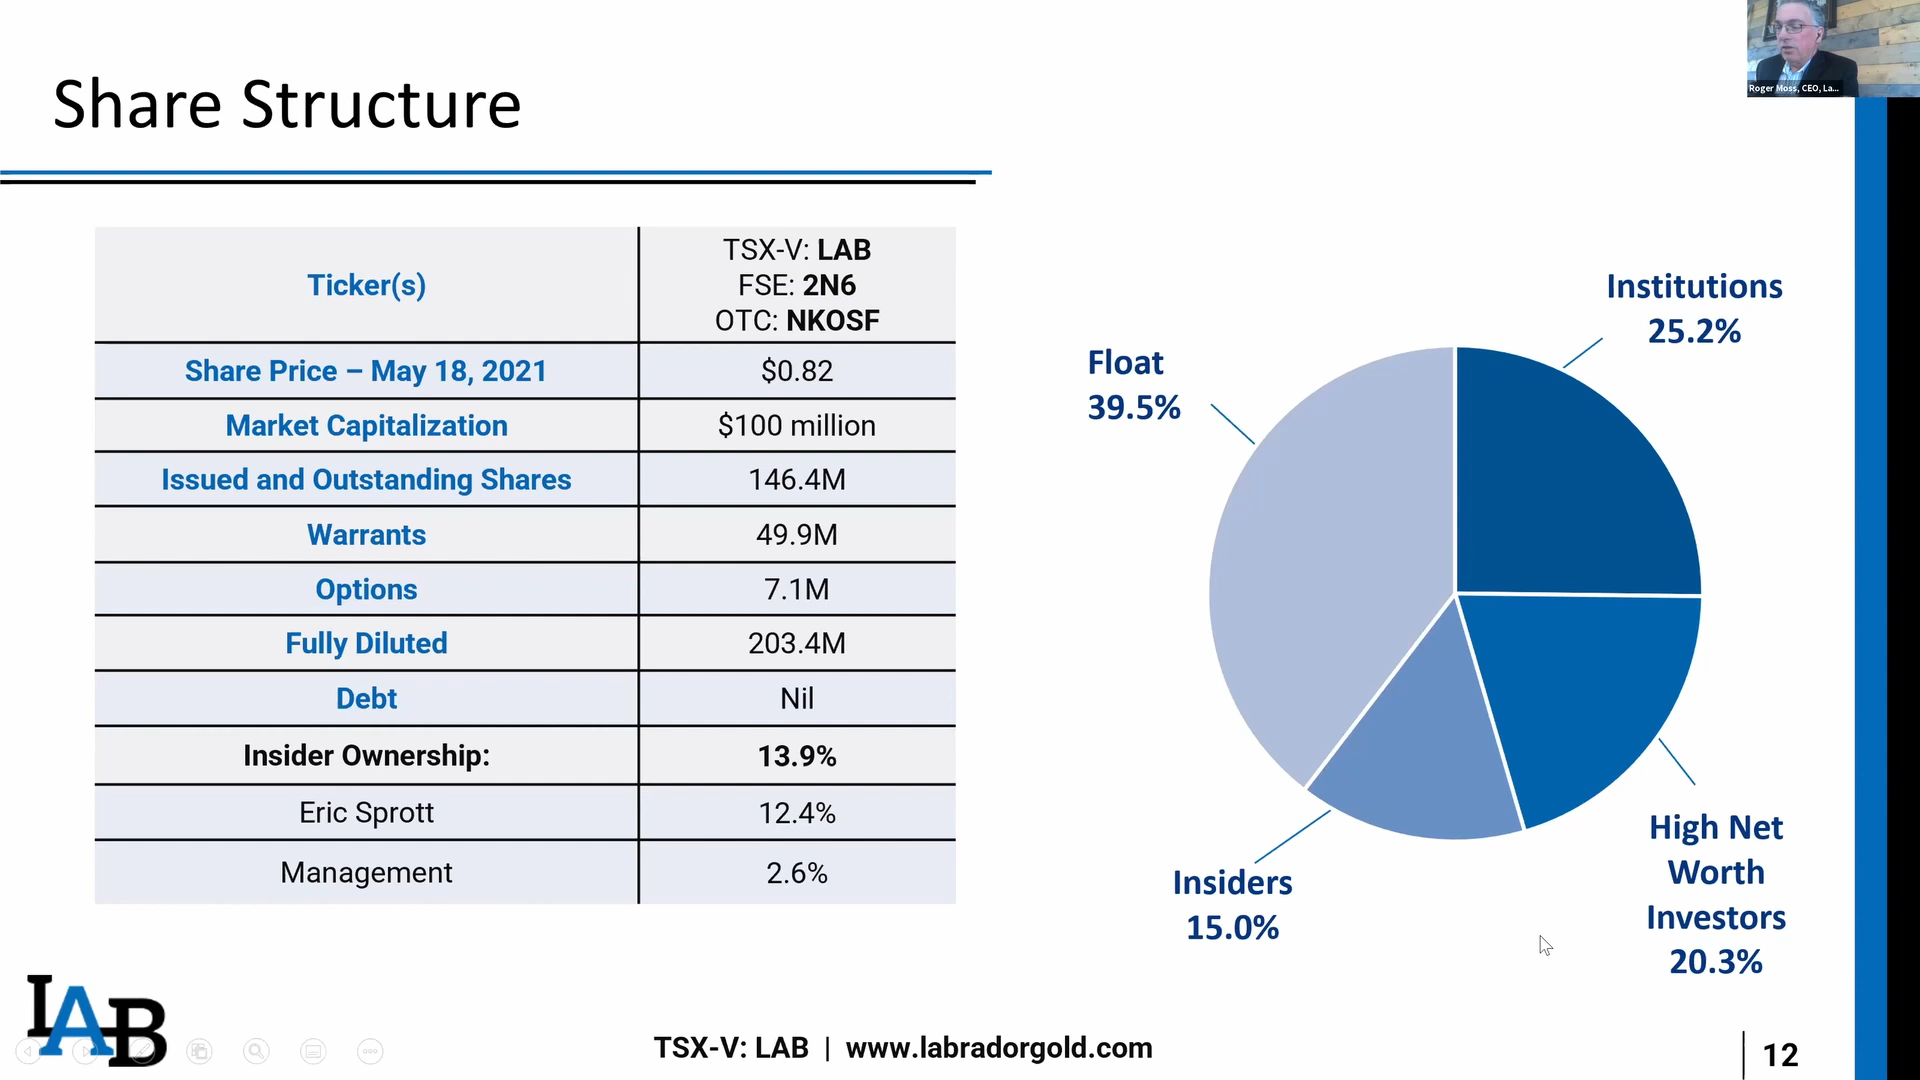 Roger Moss, CEO, La...
Share Structure
Ticker(s)
TSX-V: LAB
FSE: 2N6
OTC: NKOSF
Share Price – May 18, 2021
$0.82
Market Capitalization
$100 million
Issued and Outstanding Shares
146.4M
Warrants
49.9M
Options
7.1M
Fully Diluted
203.4M
Debt
Nil
Insider Ownership:
13.9%
Eric Sprott
12.4%
Management
2.6%
Institutions
25.2%
Float
39.5%
Insiders
15.0%
High Net
Worth
Investors
20.3%
LAB
TSX-V: LAB | www.labradorgold.com
12